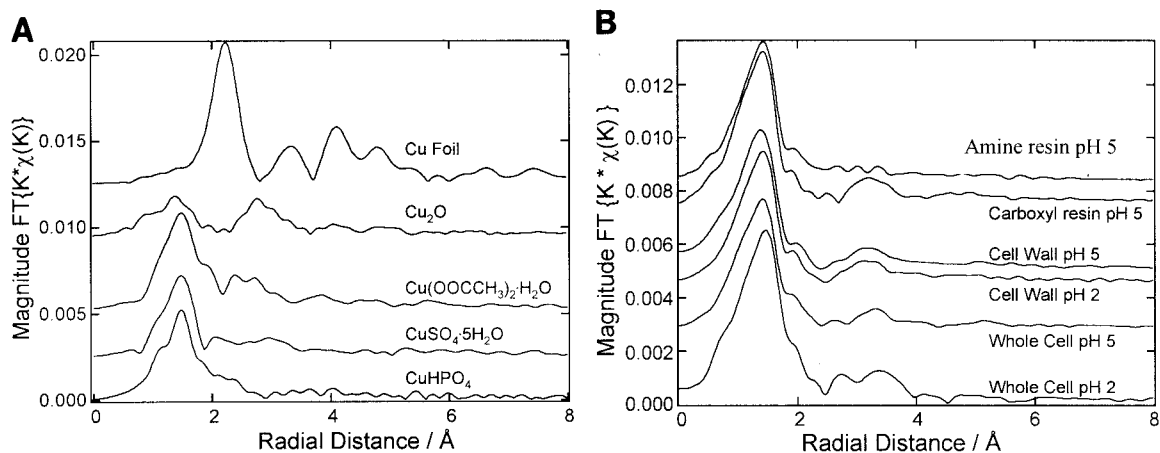 A
Magnitude FT{K*χ(K)}
0.020
0.015
0.010
0.005
0.000
Cu Foil
Cu₂O
Cu(OOCCH₃)₂·H₂O
CuSO₄·5H₂O
CuHPO₄
0
2
4
6
8
Radial Distance / Å
B
Magnitude FT {K * χ(K) }
0.012
0.010
0.008
0.006
0.004
0.002
0.000
Amine resin pH 5
Carboxyl resin pH 5
Cell Wall pH 5
Cell Wall pH 2
Whole Cell pH 5
Whole Cell pH 2
0
2
4
6
8
Radial Distance / Å